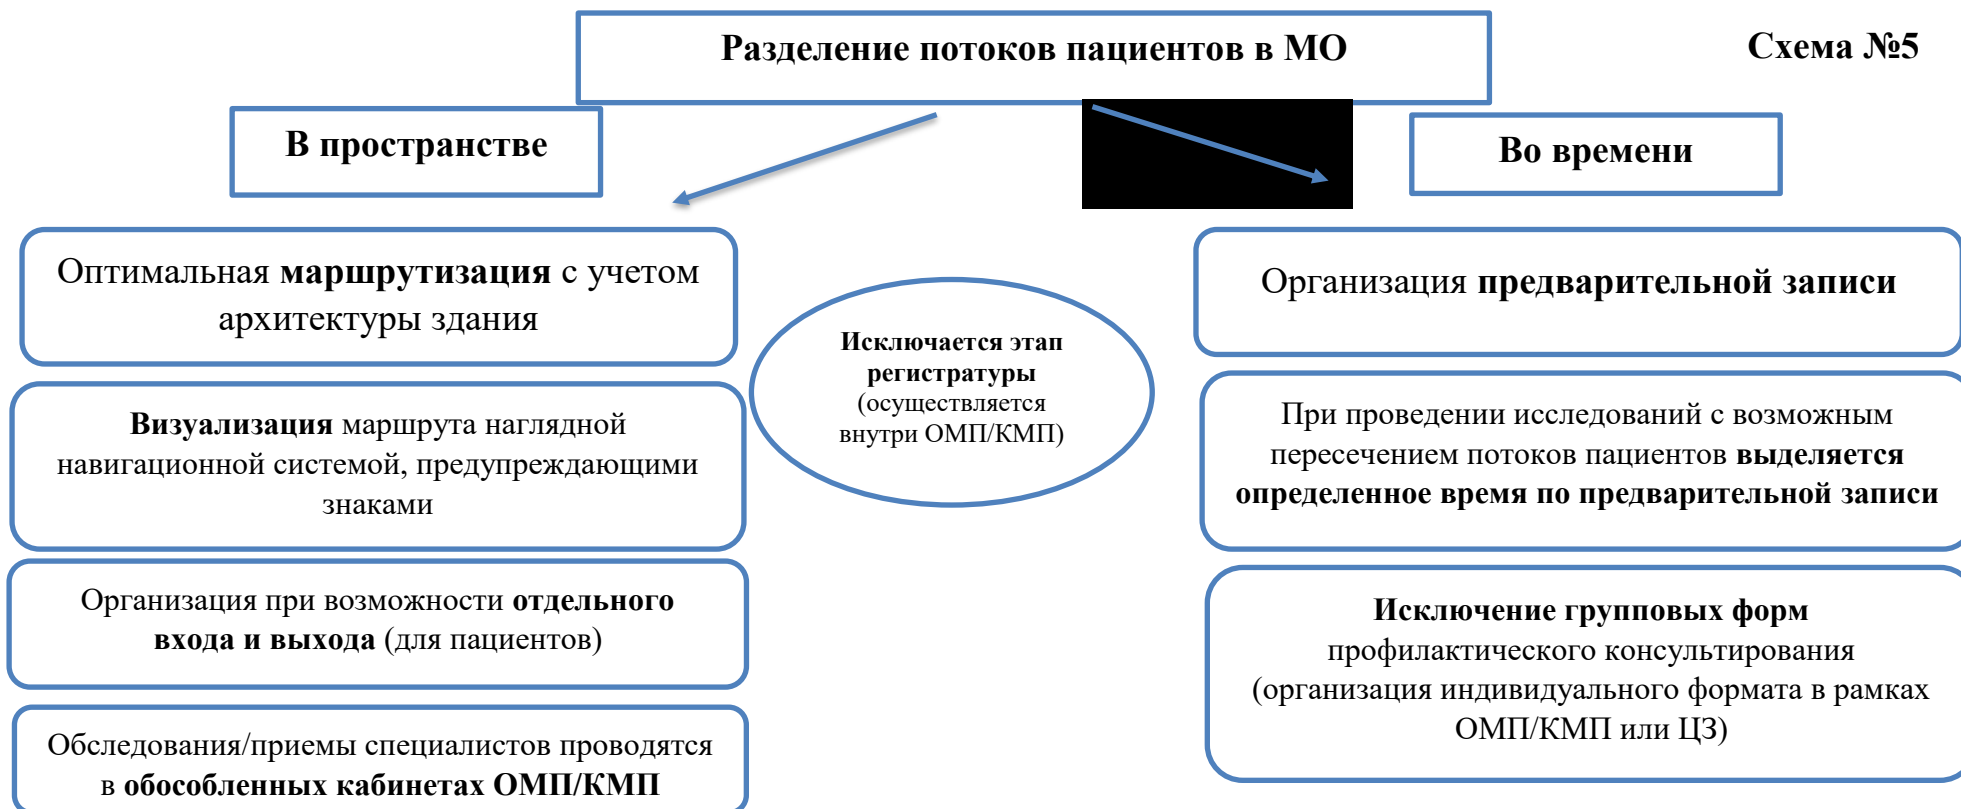 Разделение потоков пациентов в МО
Схема №5
В пространстве
Во времени
Оптимальная маршрутизация с учетом
архитектуры здания
Визуализация маршрута наглядной
навигационной системой, предупреждающими
знаками
Организация при возможности отдельного
входа и выхода (для пациентов)
Обследования/приемы специалистов проводятся
в обособленных кабинетах ОМП/КМП
Исключается этап
регистратуры
(осуществляется
внутри ОМП/КМП)
Организация предварительной записи
При проведении исследований с возможным
пересечением потоков пациентов выделяется
определенное время по предварительной записи
Исключение групповых форм
профилактического консультирования
(организация индивидуального формата в рамках
ОМП/КМП или ЦЗ)